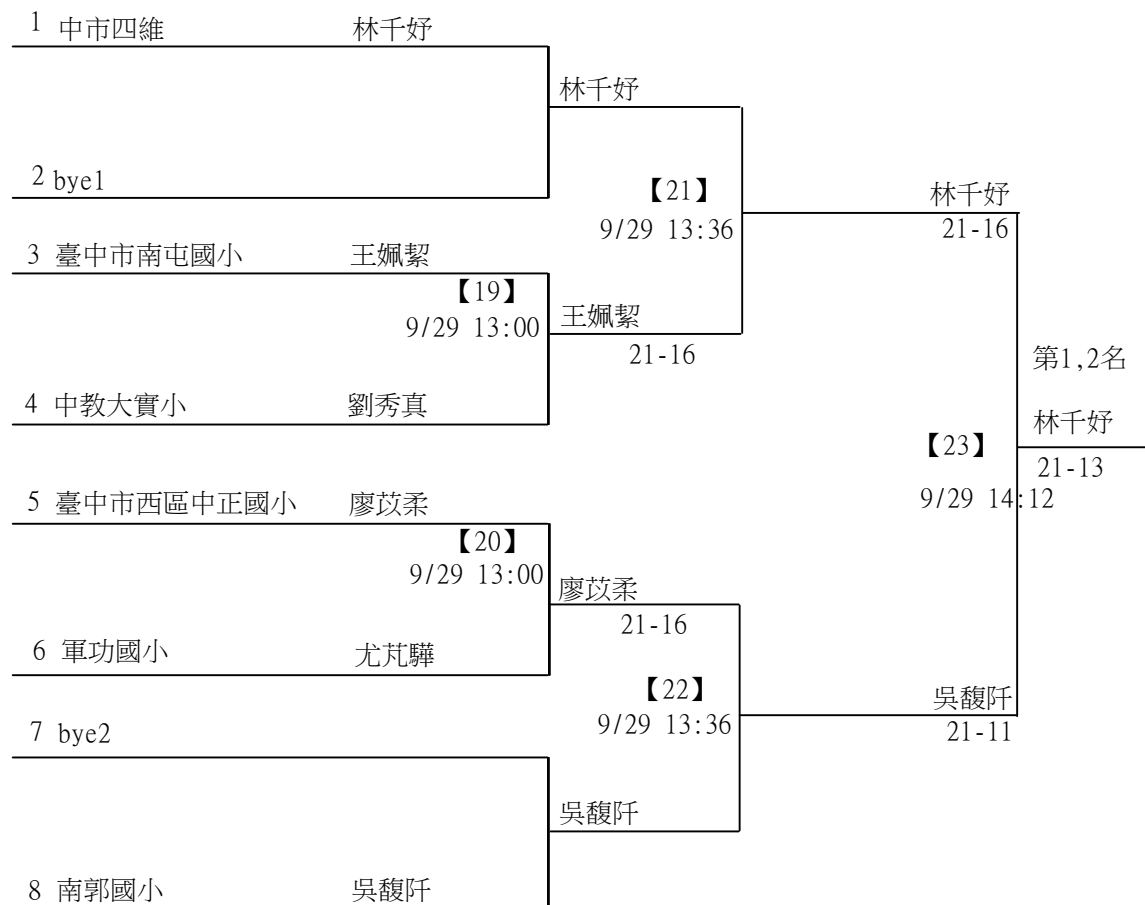 1 中市四維 林千妤
林千妤
2 bye1
【21】
林千妤
9/29 13:36
21-16
3 臺中市南屯國小 王姵絜
【19】
9/29 13:00
王姵絜
21-16
第1,2名
4 中教大實小 劉秀真
林千妤
【23】
21-13
9/29 14:12
5 臺中市西區中正國小 廖苡柔
【20】
9/29 13:00
廖苡柔
21-16
6 軍功國小 尤芃驊
【22】
吳馥阡
9/29 13:36
21-11
7 bye2
吳馥阡
8 南郭國小 吳馥阡